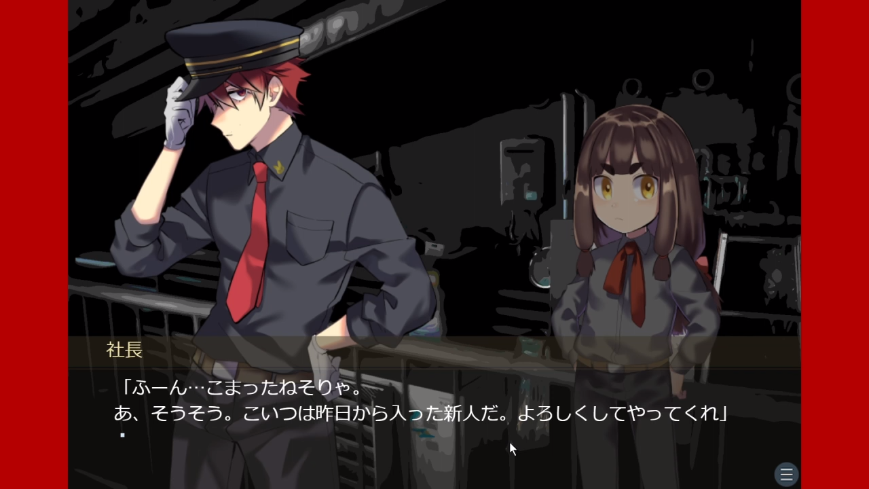 社長
「ふーん…こまったねそりゃ。
あ、そうそう。こいつは昨日から入った新人だ。よろしくしてやってくれ」